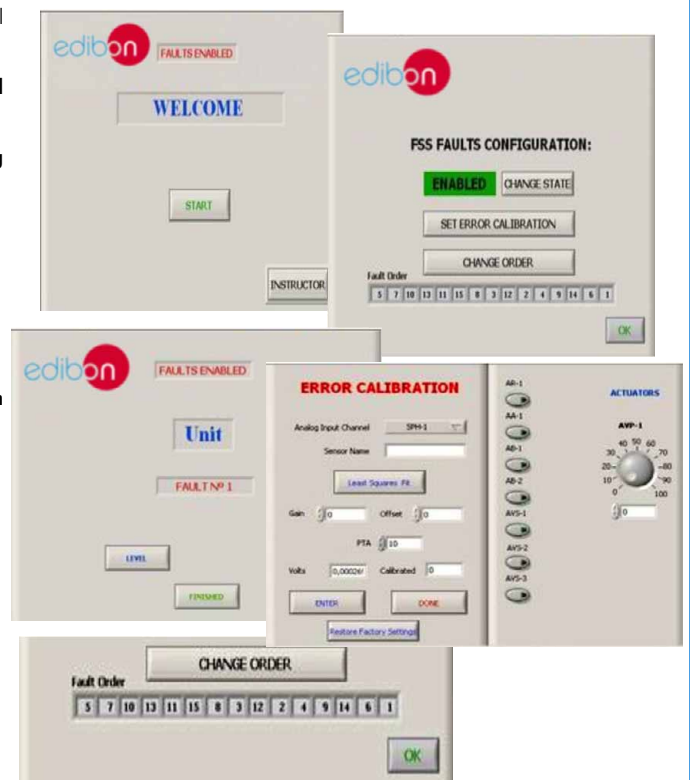 edibon
FAULTS ENABLED
WELCOME
START
INSTRUCTOR
edibon
FSS FAULTS CONFIGURATION:
ENABLED CHANGE STATE
SET ERROR CALIBRATION
CHANGE ORDER
Fault Order
5 7 10 13 11 15 8 3 12 2 4 9 14 6 1
OK
edibon
FAULTS ENABLED
Unit
FAULT Nº 1
LEVEL
FINISHED
ERROR CALIBRATION
Analog Input Channel SPH-1
Sensor Name
Least Squares Fit
Gain 0 Offset 0
PTA 10
Volts Calibrated 0
ENTER DONE
Restore Factory Settings
AR-1
AA-1
AB-1
AB-2
AVS-1
AVS-2
AVS-3
ACTUATORS
AVP-1
0 10 20 30 40 50 60 70 80 90 100
0
CHANGE ORDER
Fault Order
5 7 10 13 11 15 8 3 12 2 4 9 14 6 1
OK